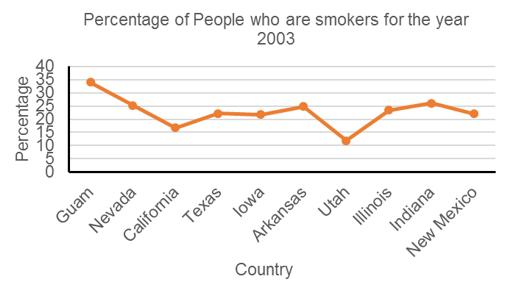 Percentage of People who are smokers for the year
2003
Percentage
40
35
30
25
20
15
10
5
0
Guam
Nevada
California
Texas
Iowa
Arkansas
Utah
Illinois
Indiana
New Mexico
Country